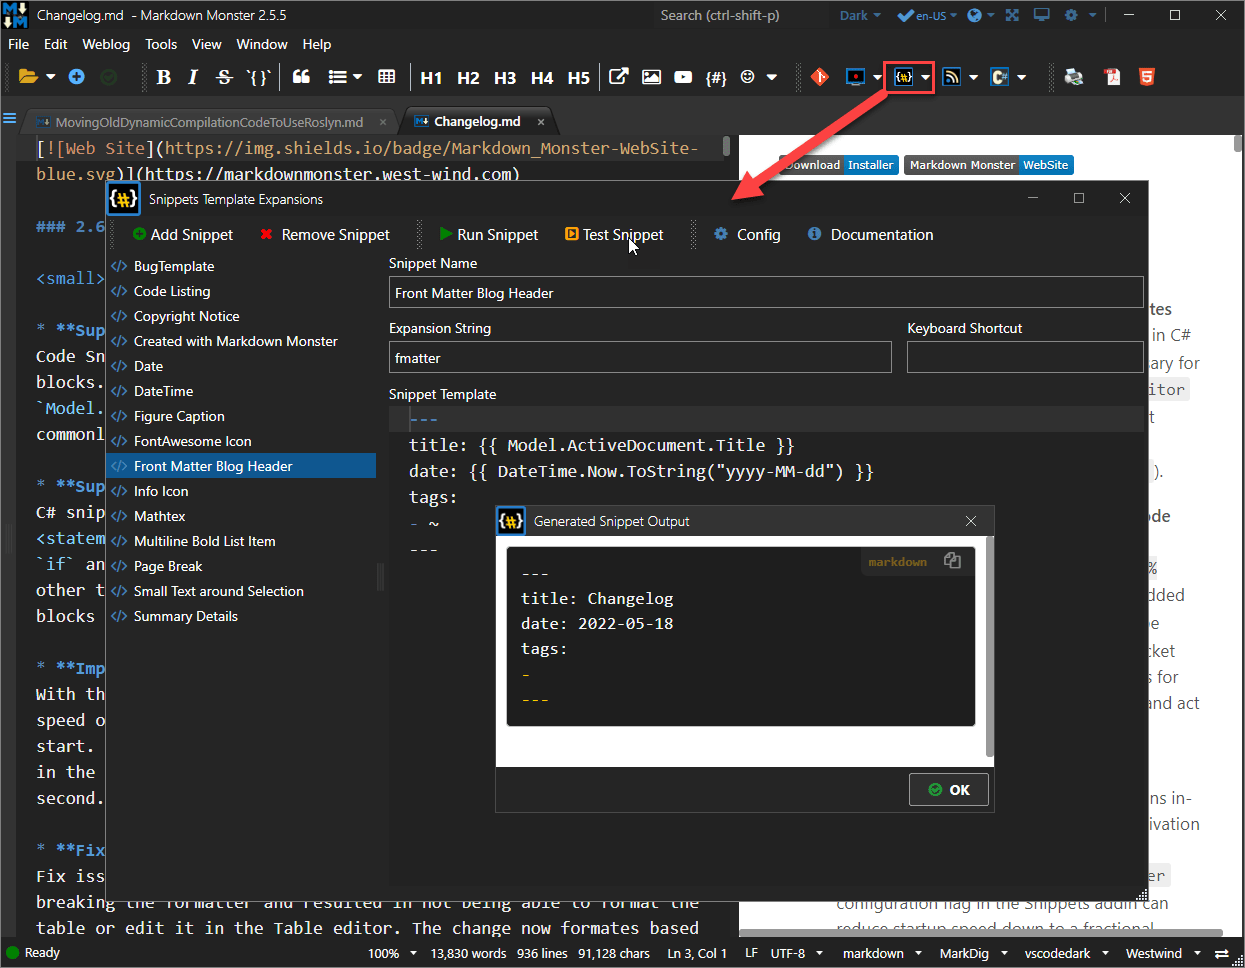 Changelog.md - Markdown Monster 2.5.5
Search (ctrl-shift-p)
Dark
en-US
File Edit Weblog Tools View Window Help
B I S `{}` H1 H2 H3 H4 H5 {#} {#} C#
MovingOldDynamicCompilationCodeToUseRoslyn.md
Changelog.md
[![Web Site](https://img.shields.io/badge/Markdown_Monster-WebSite-
blue.svg)](https://markdownmonster.west-wind.com)
Download Installer Markdown Monster WebSite
{#} Snippets Template Expansions
Add Snippet Remove Snippet Run Snippet Test Snippet Config Documentation
BugTemplate
Code Listing
Copyright Notice
Created with Markdown Monster
Date
DateTime
Figure Caption
FontAwesome Icon
Front Matter Blog Header
Info Icon
Mathtex
Multiline Bold List Item
Page Break
Small Text around Selection
Summary Details
Snippet Name
Front Matter Blog Header
Expansion String
fmatter
Keyboard Shortcut
Snippet Template
---
title: {{ Model.ActiveDocument.Title }}
date: {{ DateTime.Now.ToString("yyyy-MM-dd") }}
tags:
- ~
---
{#} Generated Snippet Output
markdown
---
title: Changelog
date: 2022-05-18
tags:
-
---
OK
### 2.6
<small>
* **Sup
Code Sn
blocks.
`Model.
commonl
* **Sup
C# snip
<statem
`if` an
other t
blocks
* **Imp
With th
speed o
start.
in the
second.
* **Fix
Fix iss
breaking the formatter and resulted in not being able to format the
table or edit it in the Table editor. The change now formates based
tes
in C#
ary for
itor
t
).
de
%
dded
be
cket
s for
and act
ns in-
ivation
er
configuration flag in the Snippets addin can
reduce startup speed down to a fractional
Ready
100% 13,830 words 936 lines 91,128 chars Ln 3, Col 1 LF UTF-8 markdown MarkDig vscodedark Westwind